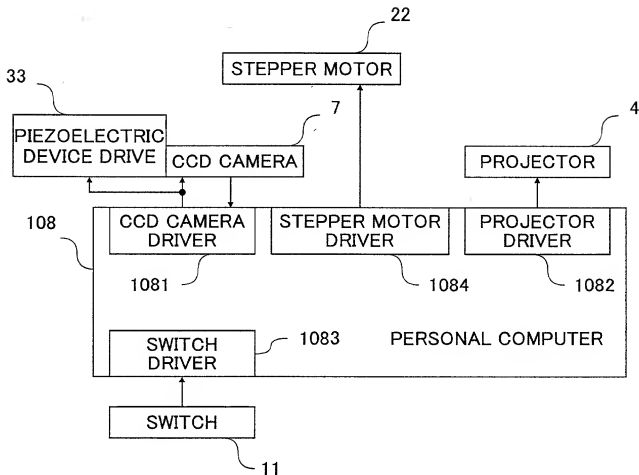 22
STEPPER MOTOR
33
PIEZOELECTRIC
DEVICE DRIVE
7
CCD CAMERA
4
PROJECTOR
108
CCD CAMERA
DRIVER
1081
STEPPER MOTOR
DRIVER
1084
PROJECTOR
DRIVER
1082
SWITCH
DRIVER
1083
PERSONAL COMPUTER
SWITCH
11